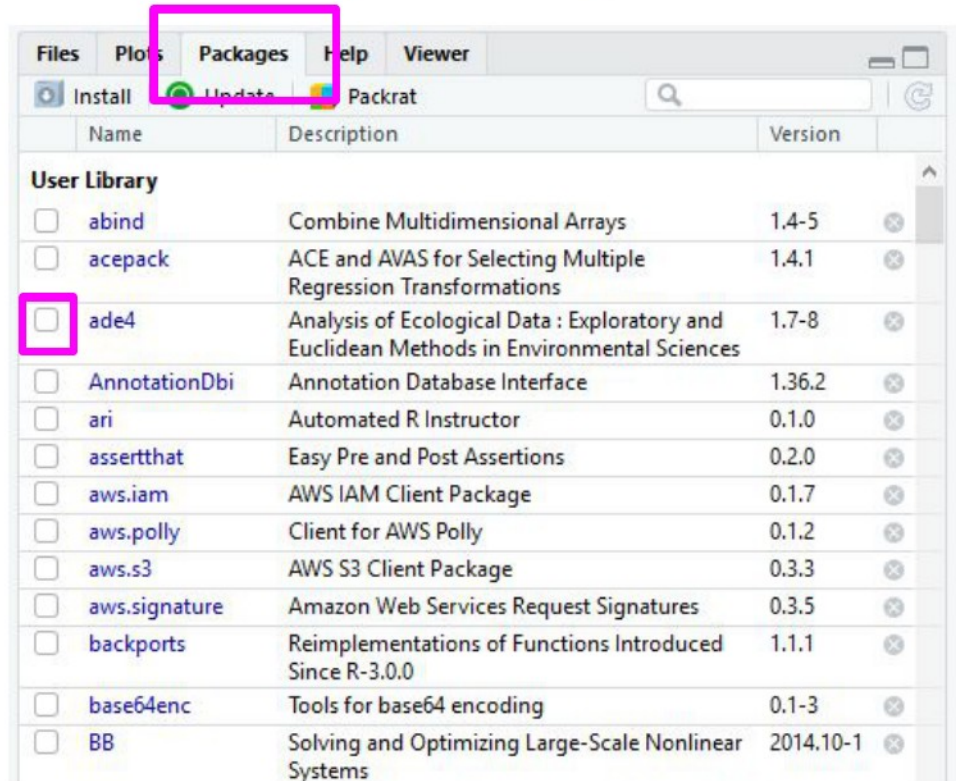 Files Plots Packages Help Viewer
Install Update Packrat
Name Description Version
User Library
abind Combine Multidimensional Arrays 1.4-5
acepack ACE and AVAS for Selecting Multiple 1.4.1
Regression Transformations
ade4 Analysis of Ecological Data : Exploratory and 1.7-8
Euclidean Methods in Environmental Sciences
AnnotationDbi Annotation Database Interface 1.36.2
ari Automated R Instructor 0.1.0
assertthat Easy Pre and Post Assertions 0.2.0
aws.iam AWS IAM Client Package 0.1.7
aws.polly Client for AWS Polly 0.1.2
aws.s3 AWS S3 Client Package 0.3.3
aws.signature Amazon Web Services Request Signatures 0.3.5
backports Reimplementations of Functions Introduced 1.1.1
Since R-3.0.0
base64enc Tools for base64 encoding 0.1-3
BB Solving and Optimizing Large-Scale Nonlinear 2014.10-1
Systems